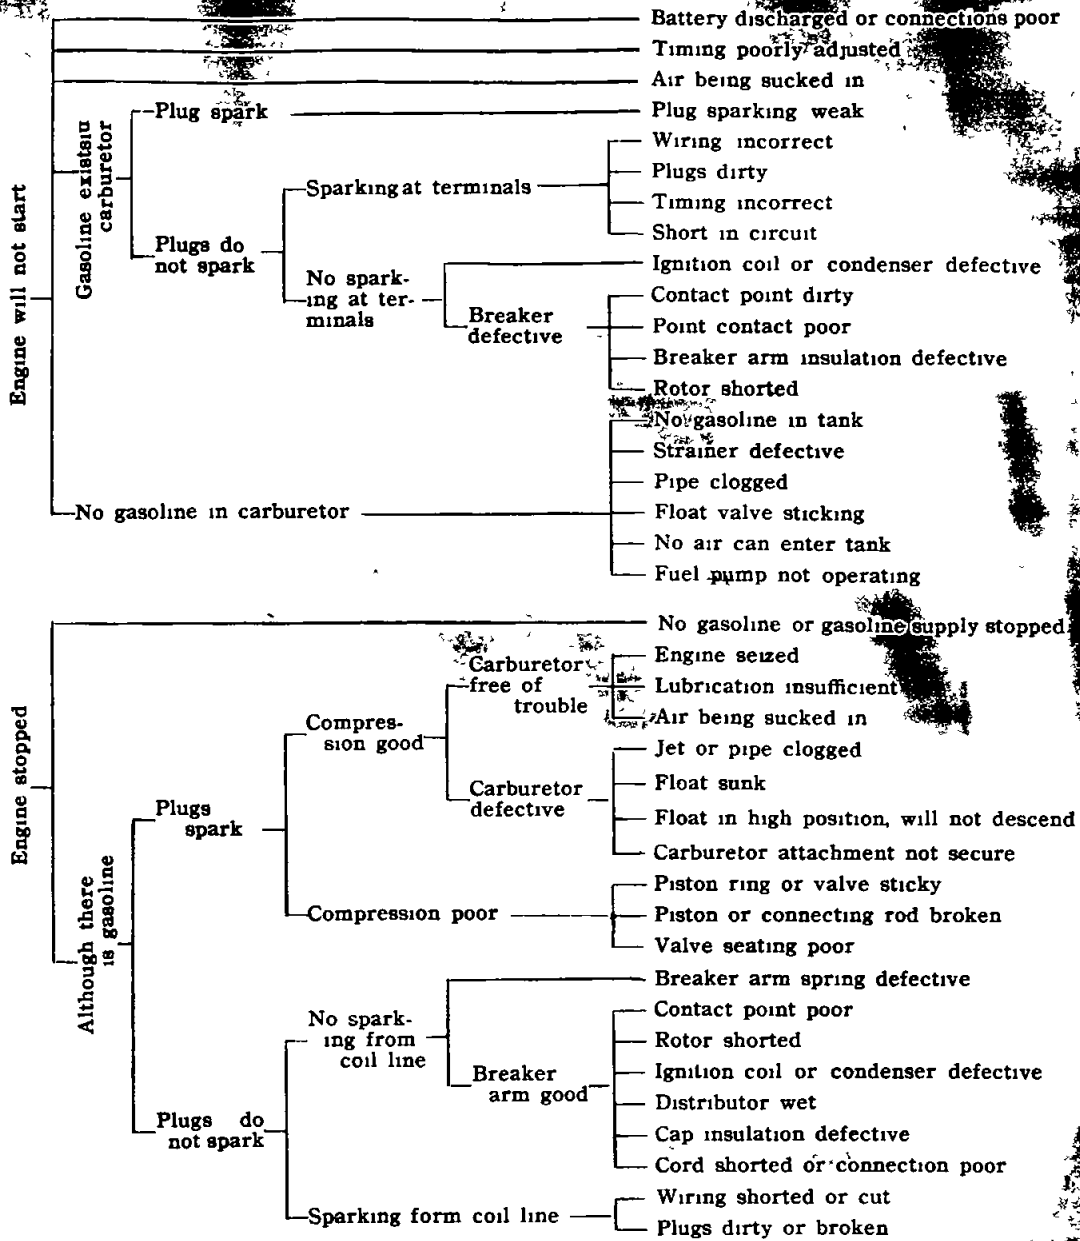 Battery discharged or connections poor
Timing poorly adjusted
Air being sucked in
Plug spark
Plug sparking weak
Engine will not start
Gasoline existsiu
carburetor
Wiring incorrect
Sparking at terminals
Plugs dirty
Timing incorrect
Short in circuit
Plugs do
not spark
Ignition coil or condenser defective
No spark-
ing at ter-
minals
Breaker
defective
Contact point dirty
Point contact poor
Breaker arm insulation defective
Rotor shorted
No gasoline in carburetor
No gasoline in tank
Strainer defective
Pipe clogged
Float valve sticking
No air can enter tank
Fuel pump not operating
Engine stopped
No gasoline or gasoline supply stopped
Although there
is gasoline
Plugs
spark
Compres-
sion good
Carburetor
free of
trouble
Engine seized
Lubrication insufficient
Air being sucked in
Carburetor
defective
Jet or pipe clogged
Float sunk
Float in high position, will not descend
Carburetor attachment not secure
Compression poor
Piston ring or valve sticky
Piston or connecting rod broken
Valve seating poor
Plugs do
not spark
No spark-
ing from
coil line
Breaker arm spring defective
Breaker
arm good
Contact point poor
Rotor shorted
Ignition coil or condenser defective
Distributor wet
Cap insulation defective
Cord shorted or connection poor
Sparking form coil line
Wiring shorted or cut
Plugs dirty or broken